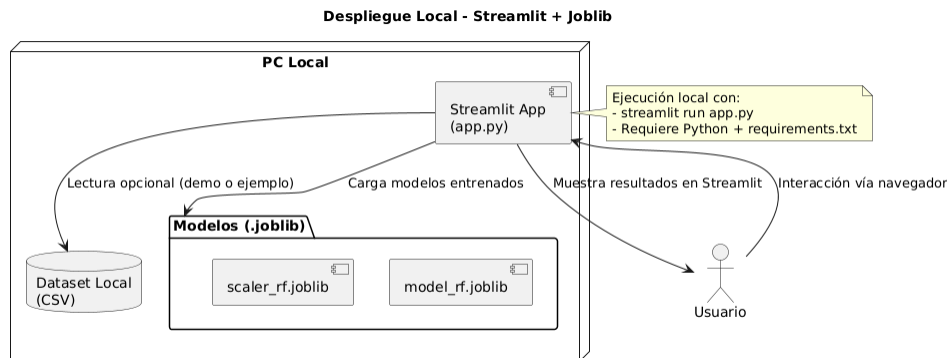 Despliegue Local - Streamlit + Joblib
PC Local
Streamlit App
(app.py)
Ejecución local con:
- streamlit run app.py
- Requiere Python + requirements.txt
Lectura opcional (demo o ejemplo)
Carga modelos entrenados
Muestra resultados en Streamlit
Interacción vía navegador
Modelos (.joblib)
Dataset Local
(CSV)
scaler_rf.joblib
model_rf.joblib
Usuario